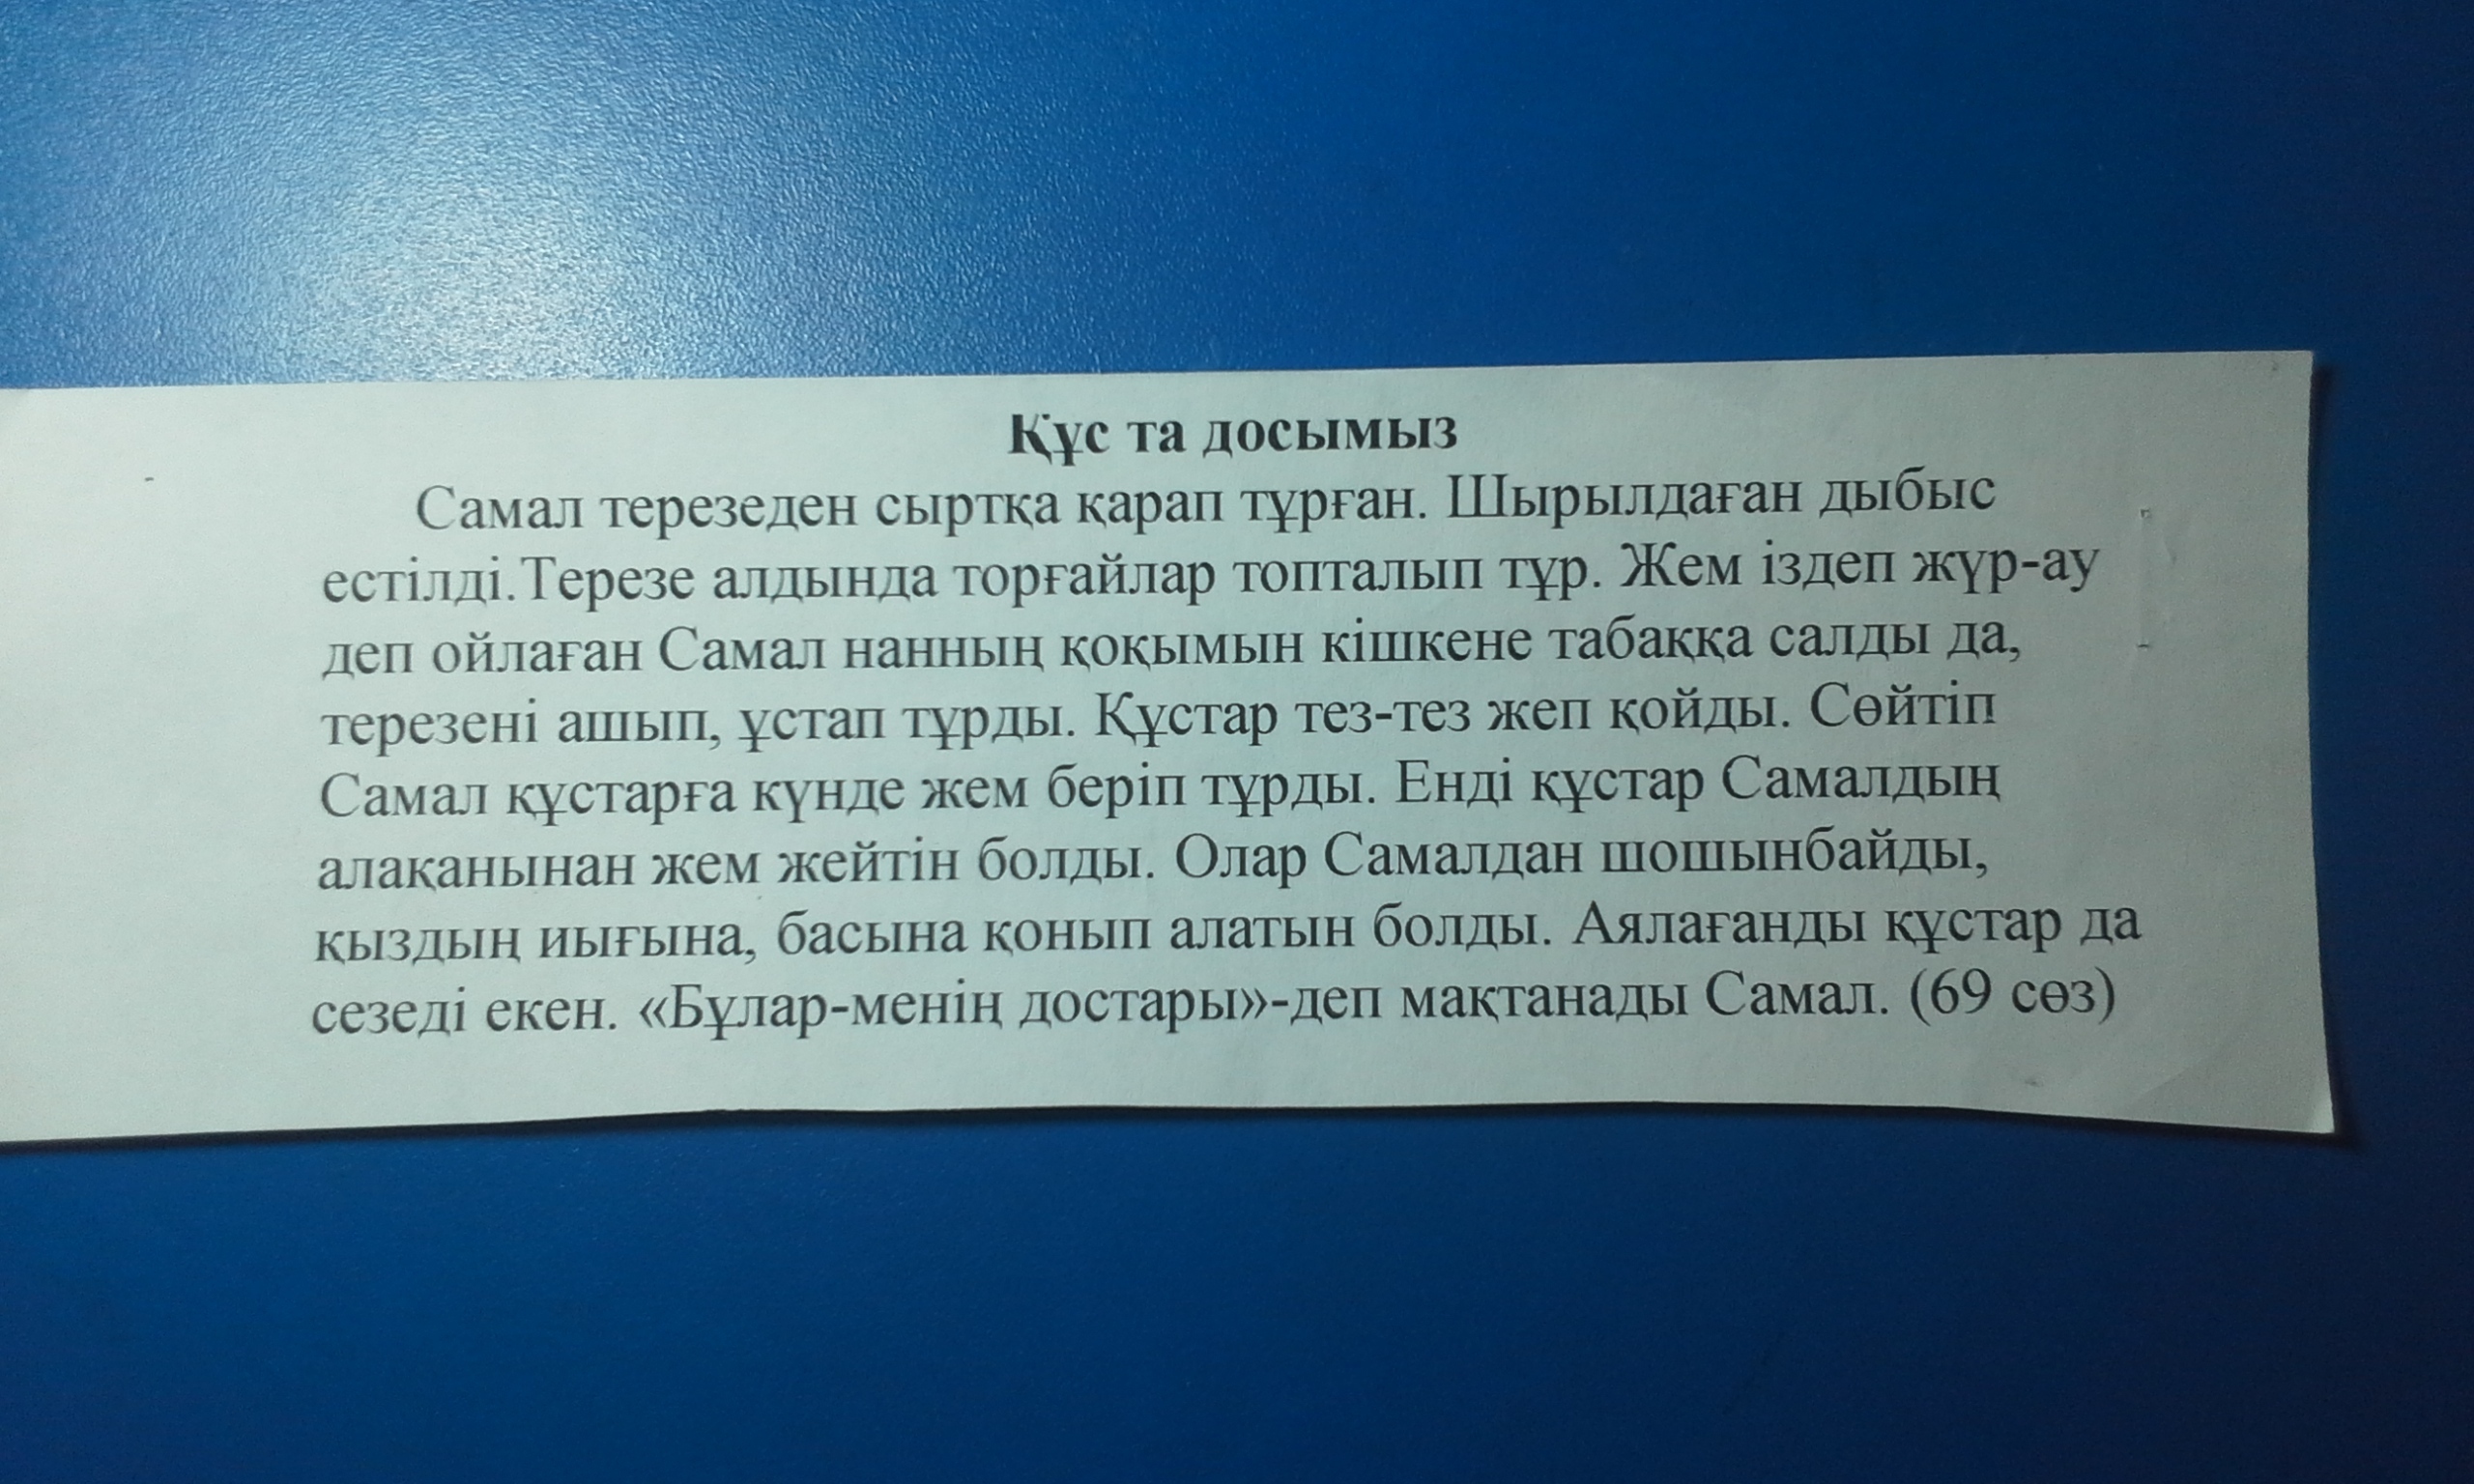 Құс та досымыз
Самал терезеден сыртқа қарап тұрған. Шырылдаған дыбыс
естілді.Терезе алдында торғайлар топталып тұр. Жем іздеп жүр-ау
деп ойлаған Самал нанның қоқымын кішкене табаққа салды да,
терезені ашып, ұстап тұрды. Құстар тез-тез жеп қойды. Сөйтіп
Самал құстарға күнде жем беріп тұрды. Енді құстар Самалдың
алақанынан жем жейтін болды. Олар Самалдан шошынбайды,
қыздың иығына, басына қонып алатын болды. Аялағанды құстар да
сезеді екен. «Бұлар-менің достары»-деп мақтанады Самал. (69 сөз)